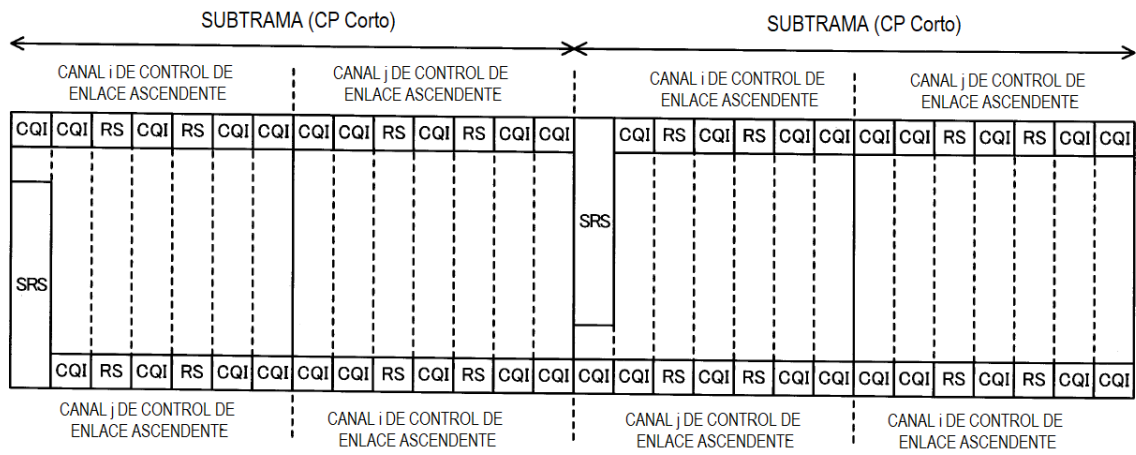 SUBTRAMA (CP Corto) SUBTRAMA (CP Corto)
CANAL i DE CONTROL DE CANAL j DE CONTROL DE CANAL i DE CONTROL DE CANAL j DE CONTROL DE
ENLACE ASCENDENTE ENLACE ASCENDENTE ENLACE ASCENDENTE ENLACE ASCENDENTE
CQI CQI RS CQI RS CQI CQI CQI CQI RS CQI RS CQI CQI CQI RS CQI RS CQI CQI CQI CQI RS CQI RS CQI CQI
SRS
SRS
CQI RS CQI RS CQI CQI CQI CQI RS CQI RS CQI CQI CQI CQI RS CQI RS CQI CQI CQI CQI RS CQI RS CQI CQI
CANAL j DE CONTROL DE CANAL i DE CONTROL DE CANAL j DE CONTROL DE CANAL i DE CONTROL DE
ENLACE ASCENDENTE ENLACE ASCENDENTE ENLACE ASCENDENTE ENLACE ASCENDENTE